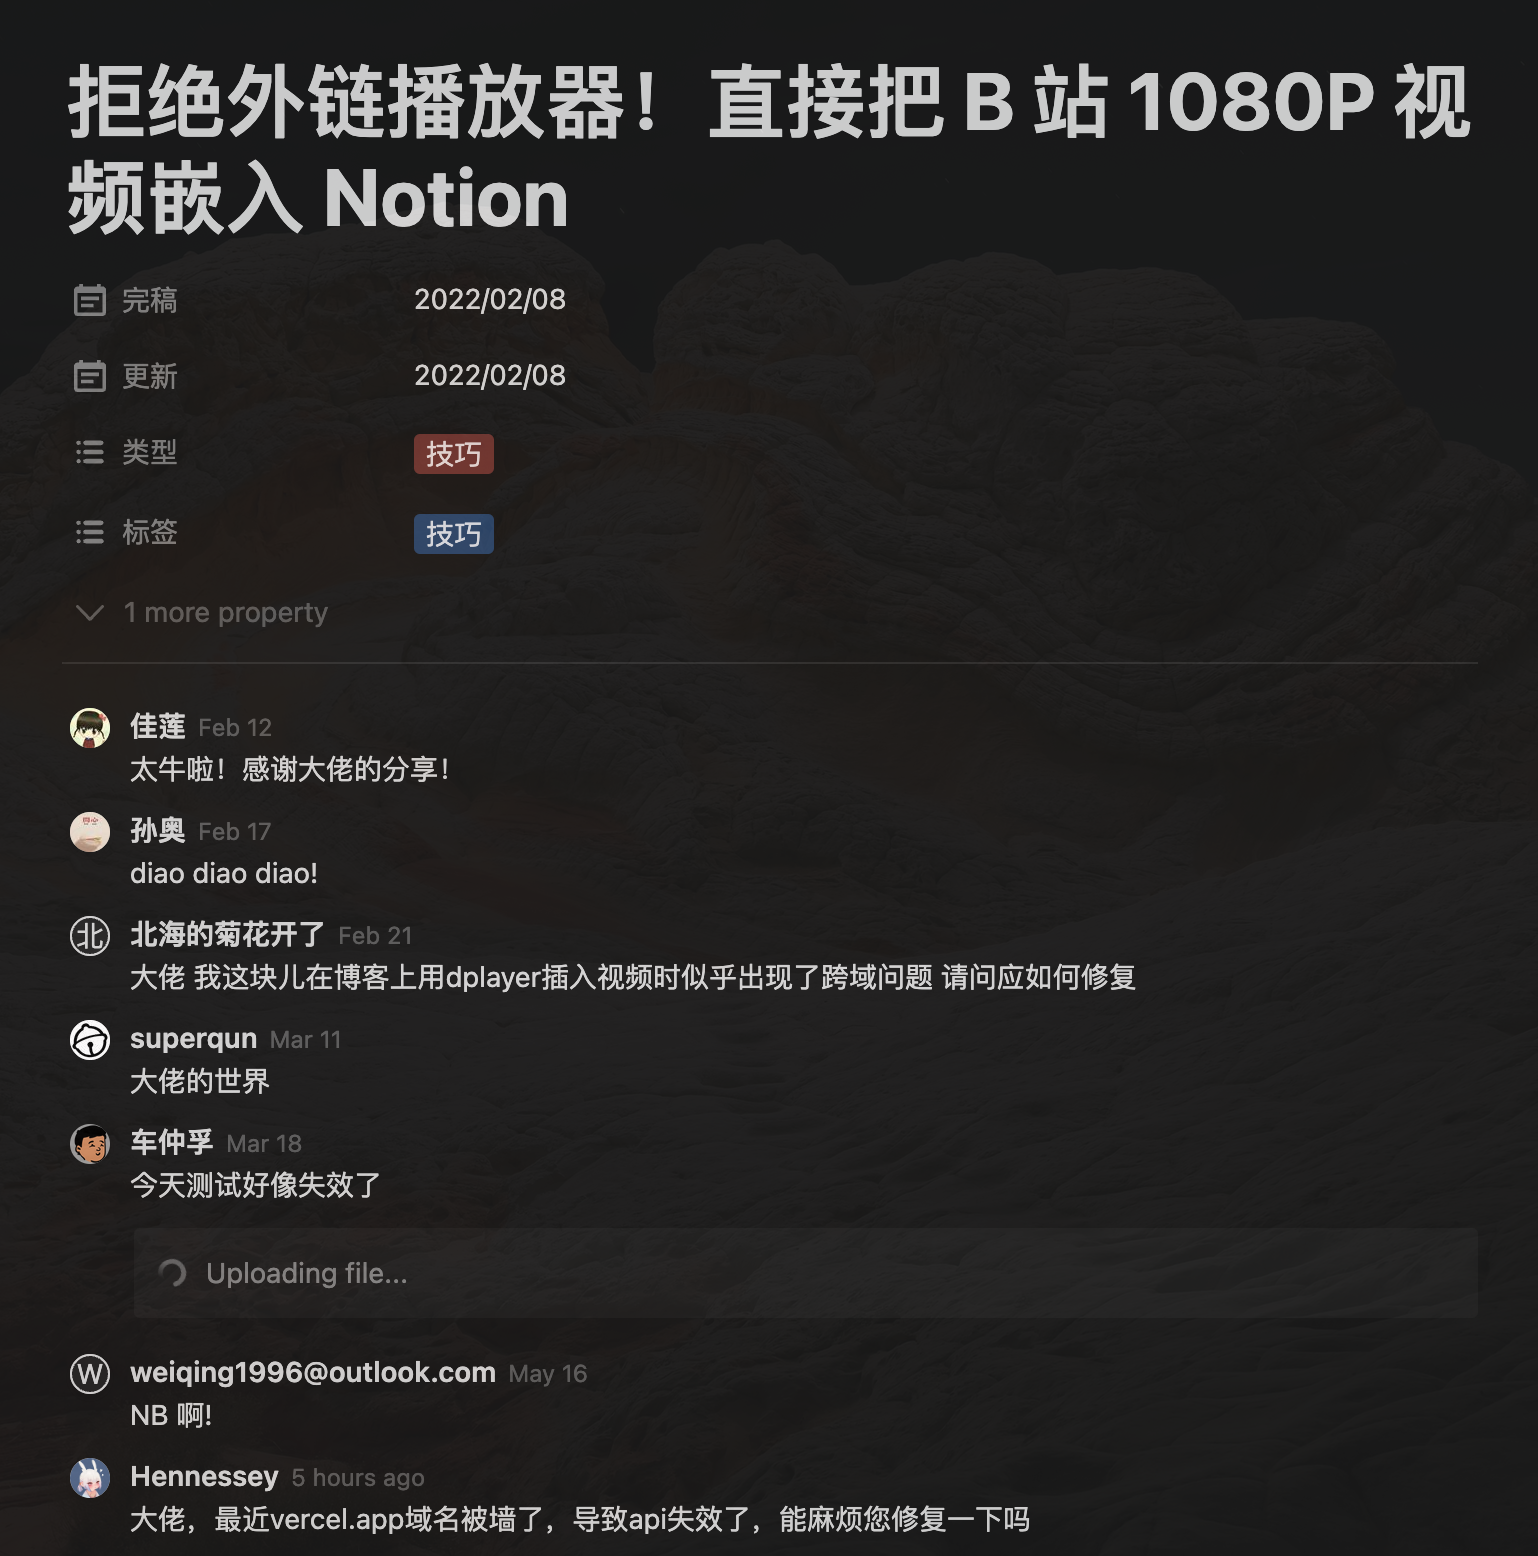 拒绝外链播放器！直接把 B 站 1080P 视
频嵌入 Notion
完稿 2022/02/08
更新 2022/02/08
类型 技巧
标签 技巧
1 more property
佳莲 Feb 12
太牛啦！感谢大佬的分享！
孙奥 Feb 17
diao diao diao!
北 北海的菊花开了 Feb 21
大佬 我这块儿在博客上用dplayer插入视频时似乎出现了跨域问题 请问应如何修复
superqun Mar 11
大佬的世界
车仲孚 Mar 18
今天测试好像失效了
Uploading file...
W weiqing1996@outlook.com May 16
NB 啊!
Hennessey 5 hours ago
大佬，最近vercel.app域名被墙了，导致api失效了，能麻烦您修复一下吗